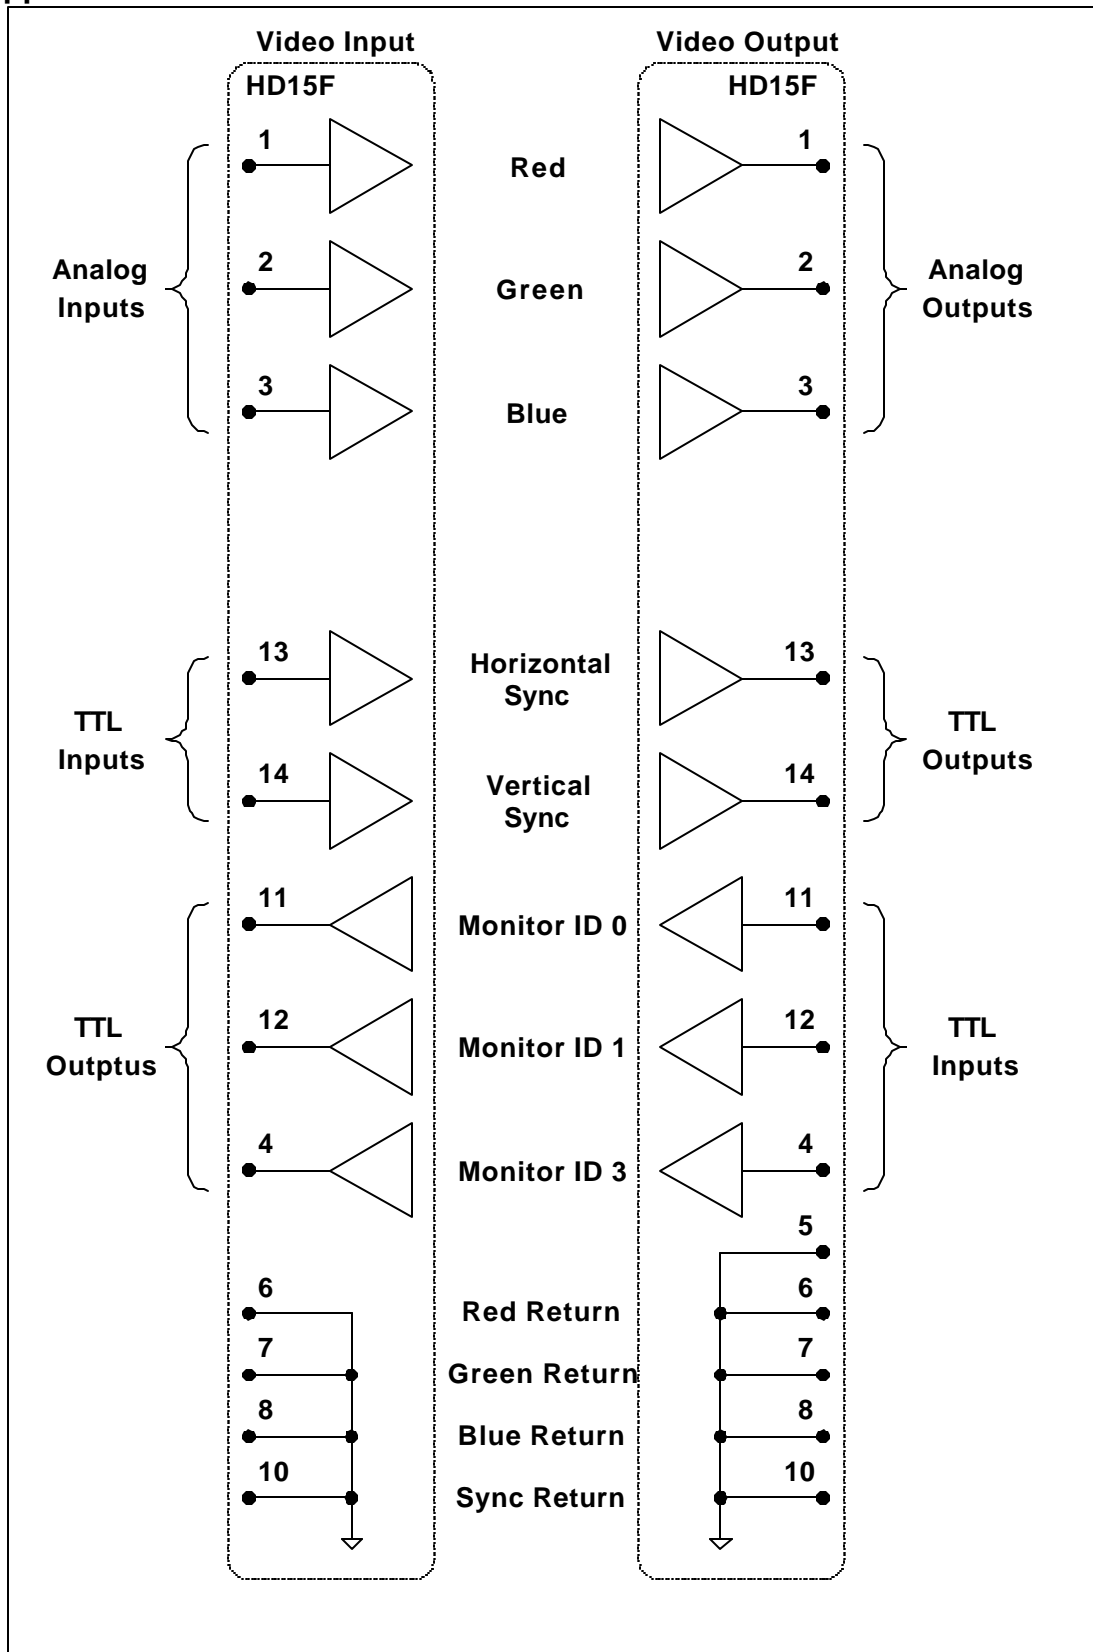 Video Input Video Output
HD15F HD15F
1 1
Red
2 2
Analog Inputs
Green
Analog Outputs
3 3
Blue
13 13
Horizontal
Sync
TTL
Inputs
TTL
Outputs
14 14
Vertical
Sync
11 11
Monitor ID 0
12 12
TTL
Outptus
Monitor ID 1
TTL
Inputs
4 4
Monitor ID 3
5
6 6
Red Return
7 7
Green Return
8 8
Blue Return
10 10
Sync Return